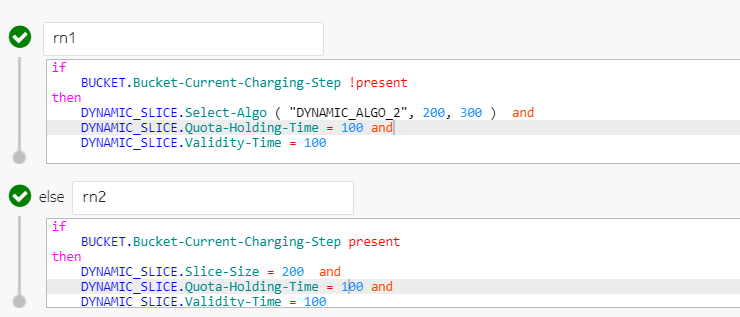 rn1
if
BUCKET.Bucket-Current-Charging-Step !present
then
DYNAMIC_SLICE.Select-Algo ( "DYNAMIC_ALGO_2", 200, 300 ) and
DYNAMIC_SLICE.Quota-Holding-Time = 100 and
DYNAMIC_SLICE.Validity-Time = 100
else rn2
if
BUCKET.Bucket-Current-Charging-Step present
then
DYNAMIC_SLICE.Slice-Size = 200 and
DYNAMIC_SLICE.Quota-Holding-Time = 100 and
DYNAMIC_SLICE.Validity-Time = 100